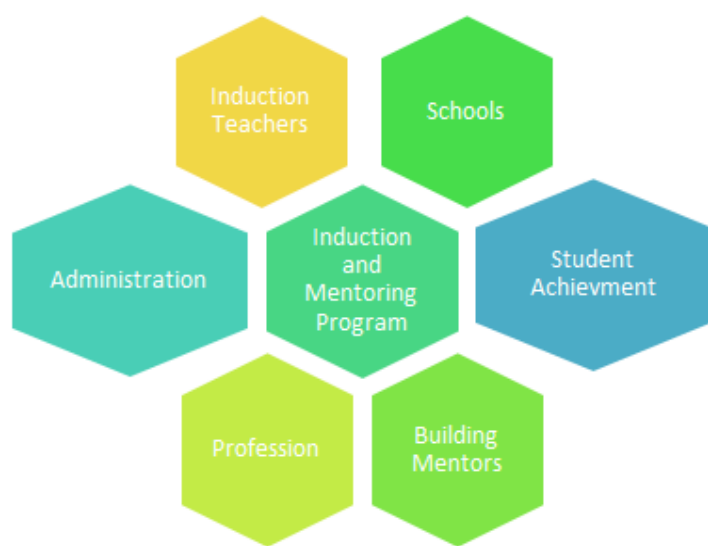 Induction
Teachers
Schools
Administration
Induction
and
Mentoring
Program
Student
Achievment
Profession
Building
Mentors